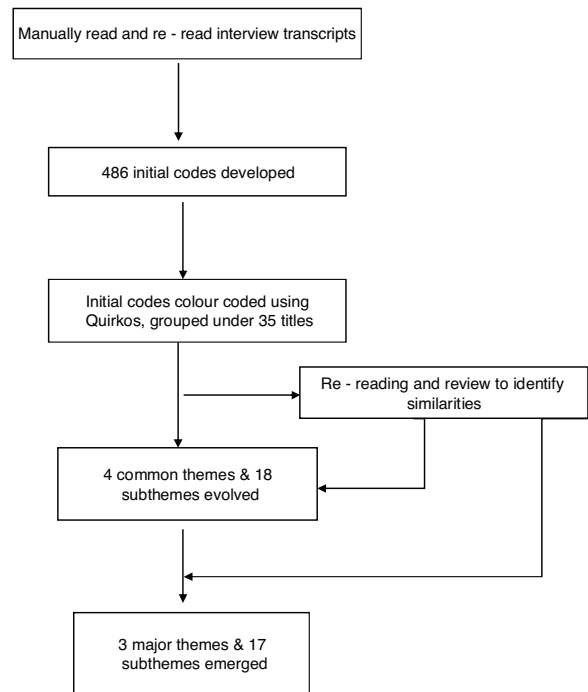 Manually read and re - read interview transcripts
486 initial codes developed
Initial codes colour coded using
Quirkos, grouped under 35 titles
Re - reading and review to identify
similarities
4 common themes & 18
subthemes evolved
3 major themes & 17
subthemes emerged